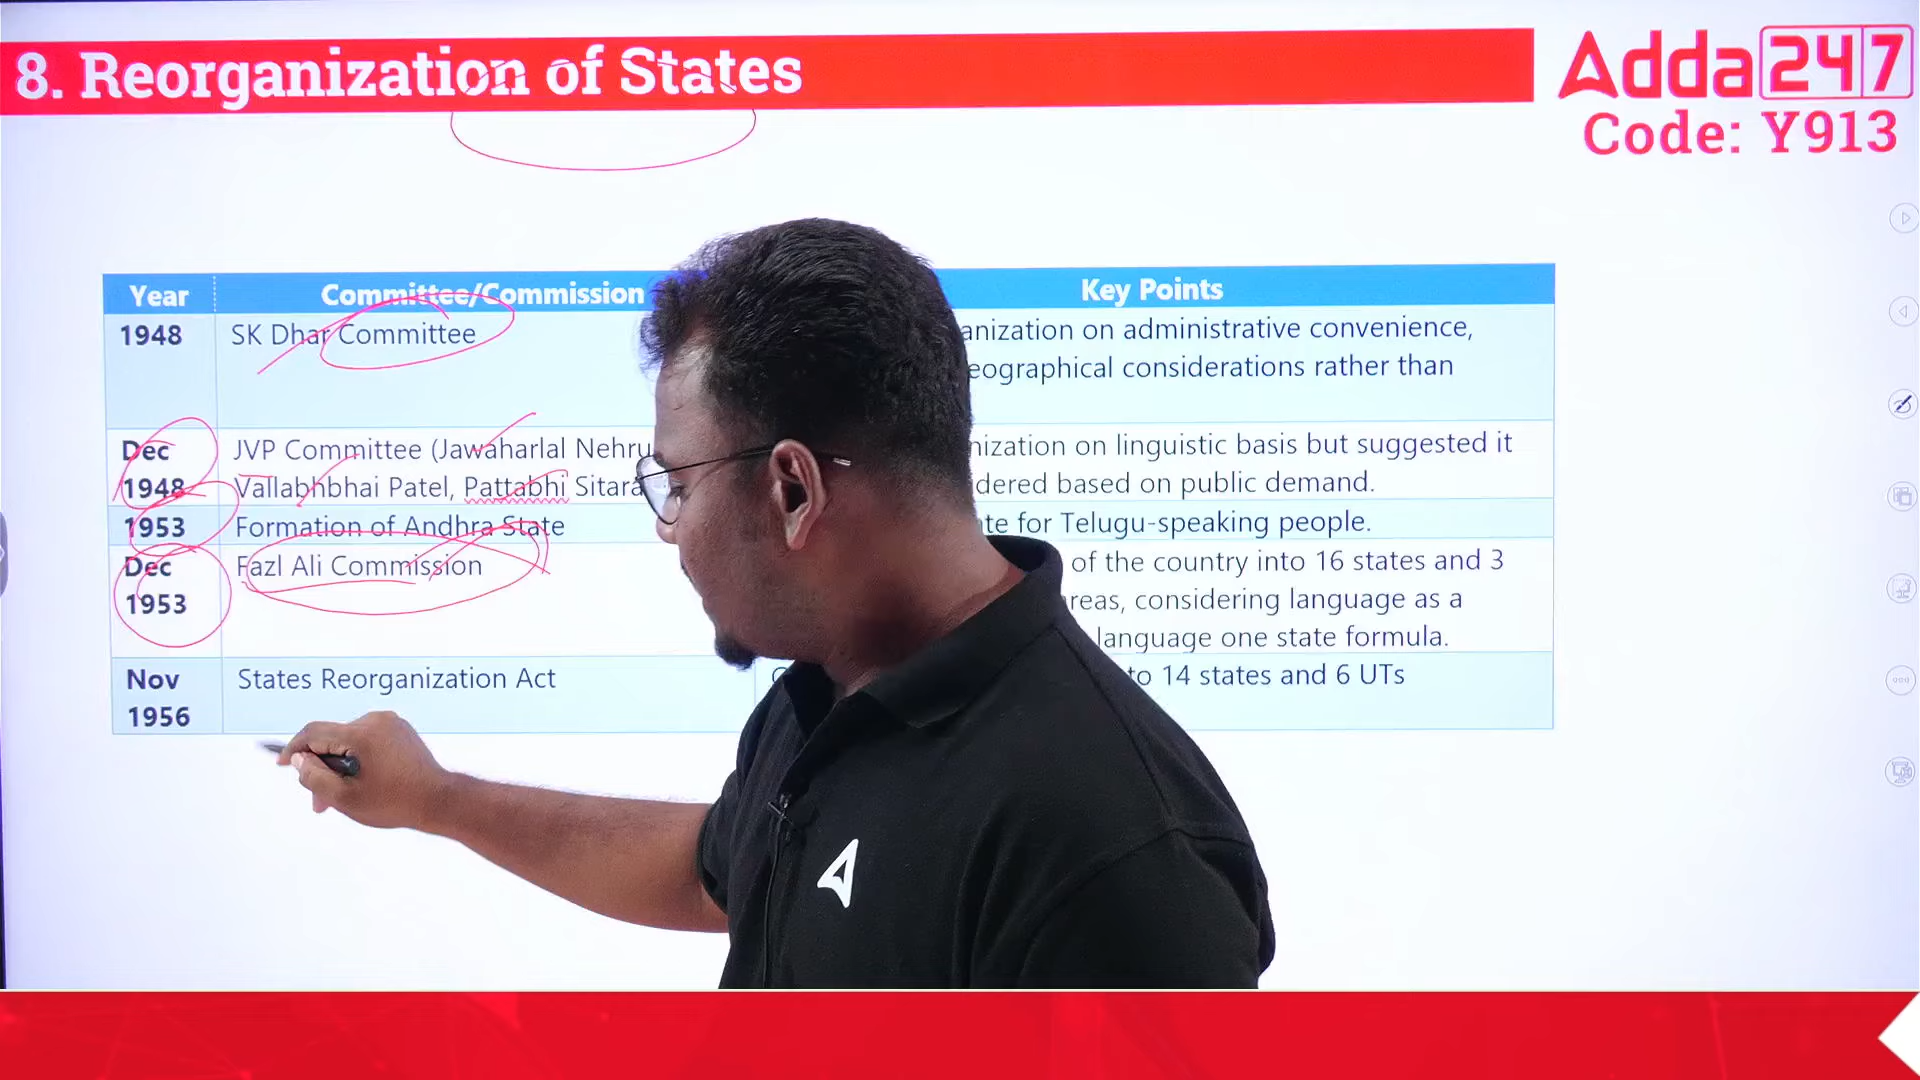 8. Reorganization of States
Adda247
Code: Y913
Year Committee/Commission Key Points
1948 SK Dhar Committee anization on administrative convenience,
eographical considerations rather than
Dec JVP Committee (Jawaharlal Nehru nization on linguistic basis but suggested it
1948 Vallabhbhai Patel, Pattabhi Sitara dered based on public demand.
1953 Formation of Andhra State te for Telugu-speaking people.
Dec Fazl Ali Commission of the country into 16 states and 3
1953 reas, considering language as a
language one state formula.
Nov States Reorganization Act to 14 states and 6 UTs
1956